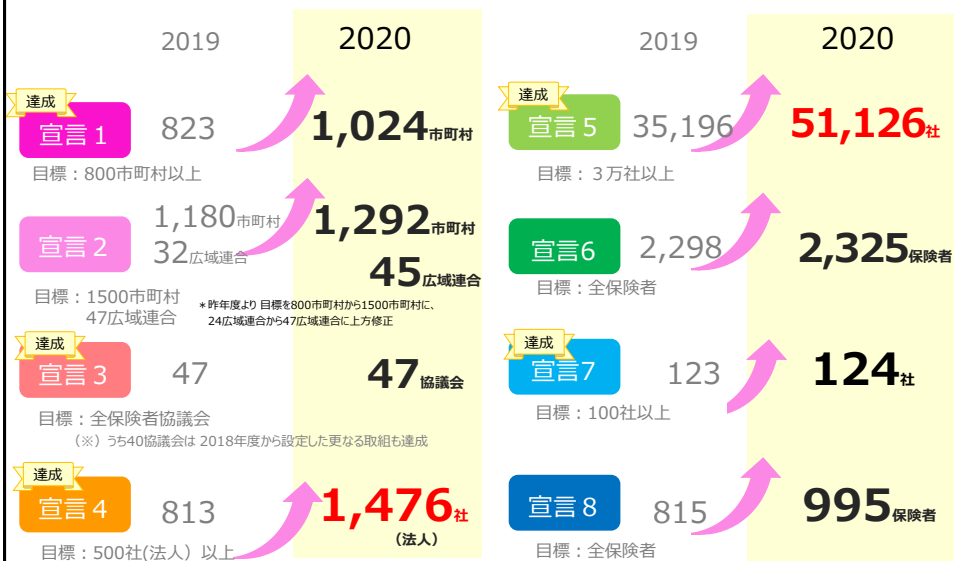 2019
2020
達成
宣言1
823
1,024市町村
目標：800市町村以上
宣言2
1,180市町村
32広域連合
1,292市町村
45広域連合
目標：1500市町村
47広域連合
＊昨年度より 目標を800市町村から1500市町村に、
24広域連合から47広域連合に上方修正
達成
宣言3
47
47協議会
目標：全保険者協議会
（※）うち40協議会は 2018年度から設定した更なる取組も達成
達成
宣言4
813
1,476社
（法人）
目標：500社(法人）以上
2019
2020
達成
宣言5
35,196
51,126社
目標：３万社以上
宣言6
2,298
2,325保険者
目標：全保険者
達成
宣言7
123
124社
目標：100社以上
宣言8
815
995保険者
目標：全保険者